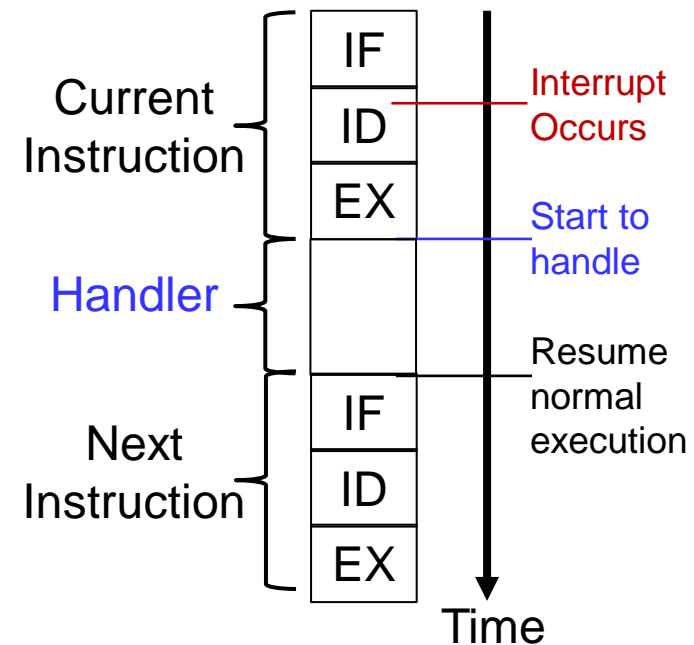 IF
Current
Instruction
ID
EX
Interrupt
Occurs
Start to
handle
Handler
Resume
normal
execution
IF
Next
Instruction
ID
EX
Time